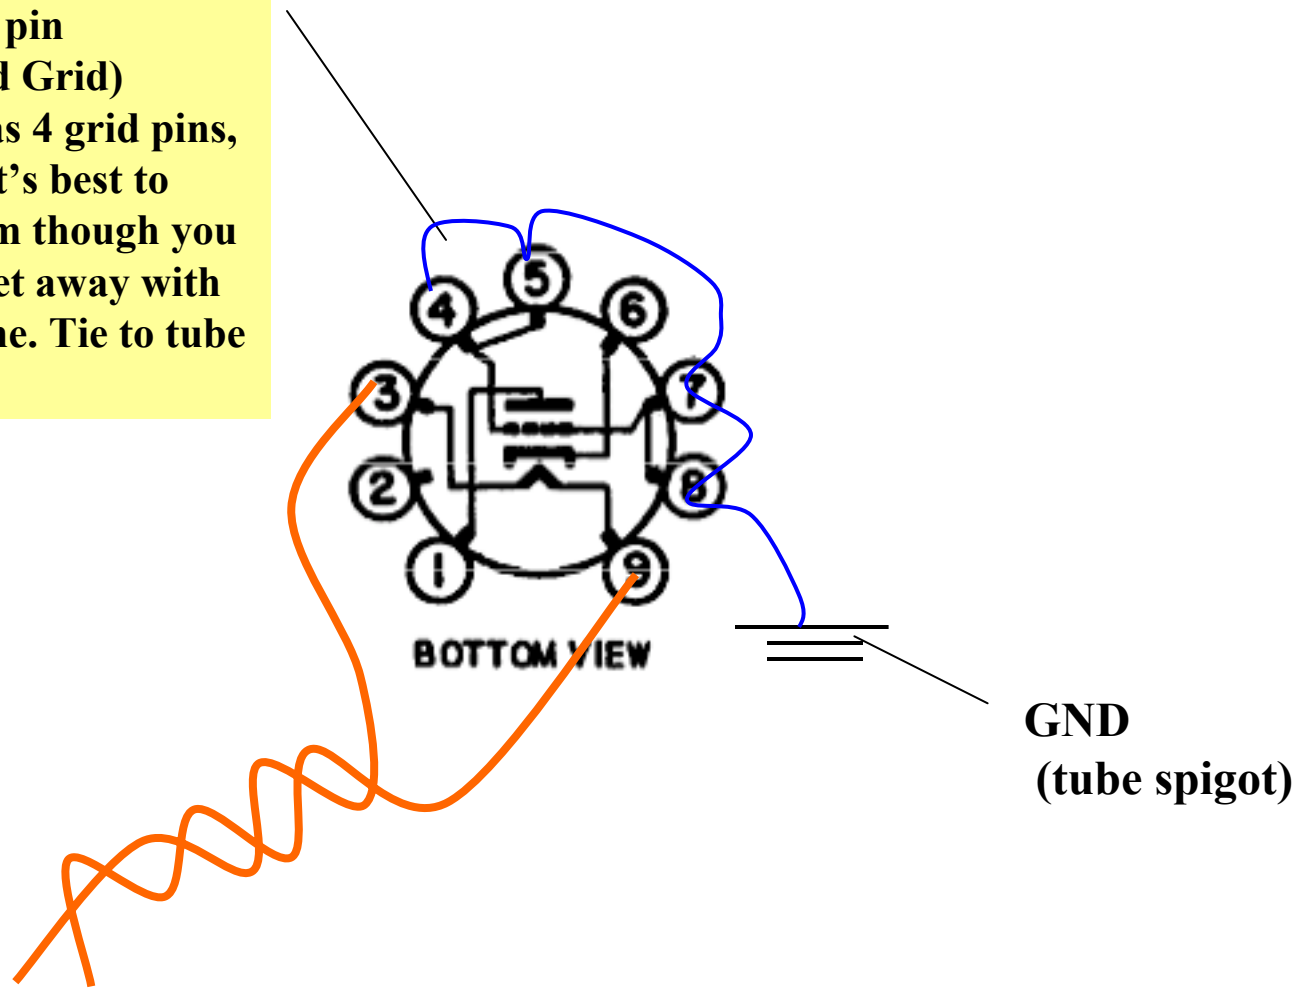 pin
d Grid)
as 4 grid pins,
t’s best to
m though you
et away with
ne. Tie to tube
5
4
6
3
7
2
8
1
9
BOTTOM VIEW
GND
(tube spigot)